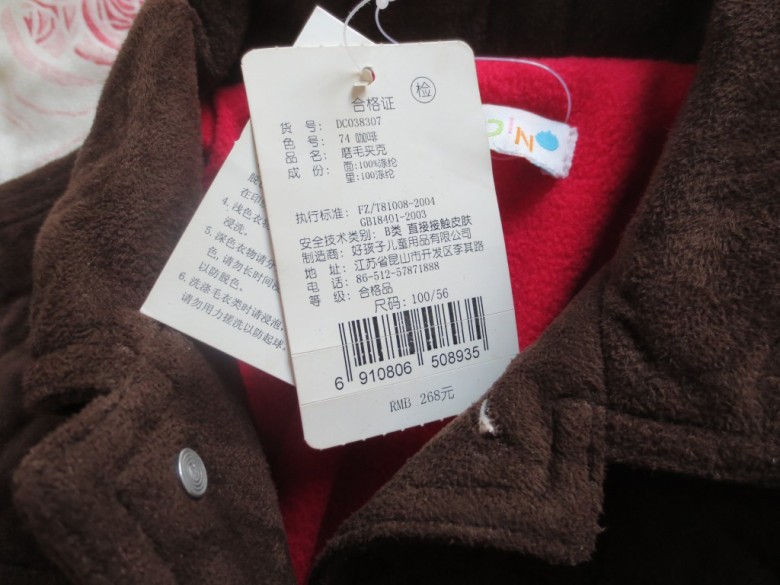 合格证
检
货 号: DC038307
色 号: 74 咖啡
品 名: 磨毛夹克
成 份: 面:100%涤纶
里:100涤纶
执行标准: FZ/T81008-2004
GB18401-2003
安全技术类别: B类 直接接触皮肤
制造商: 好孩子儿童用品有限公司
地 址: 江苏省昆山市开发区李其路
电 话: 86-512-57871888
等 级: 合格品
尺码: 100/56
6 910806 508935
RMB 268元
在印
4. 浅色衣物
浸洗。
5. 深色衣物请分
色,请勿长时间
以防脱色。
6. 洗涤毛衣类时请浸泡,
请勿用力搓洗以防起球。